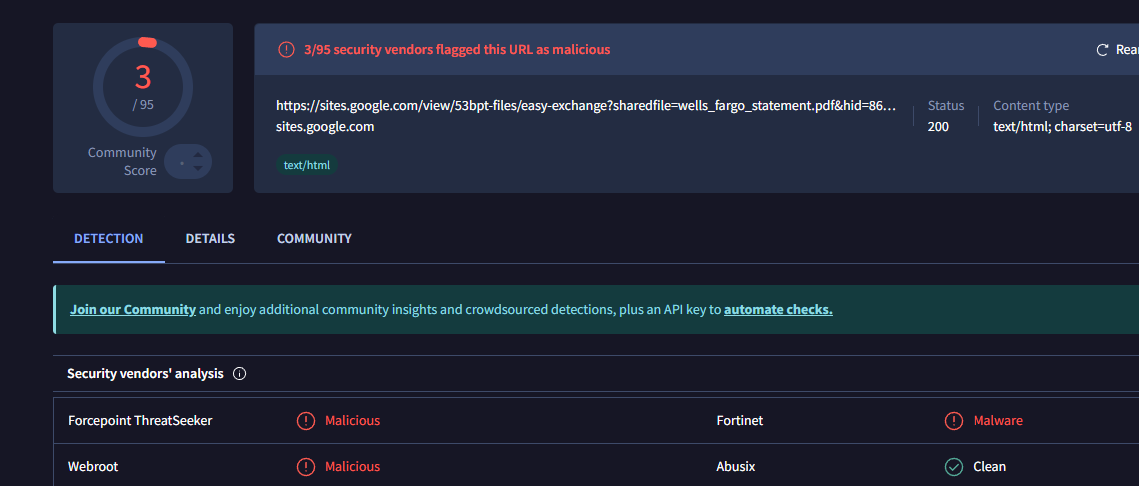 3
/ 95
Community
Score
3/95 security vendors flagged this URL as malicious
https://sites.google.com/view/53bpt-files/easy-exchange?sharedfile=wells_fargo_statement.pdf&hid=86...
sites.google.com
text/html
Status
200
Content type
text/html; charset=utf-8
DETECTION DETAILS COMMUNITY
Join our Community and enjoy additional community insights and crowdsourced detections, plus an API key to automate checks.
Security vendors' analysis
Forcepoint ThreatSeeker Malicious Fortinet Malware
Webroot Malicious Abusix Clean